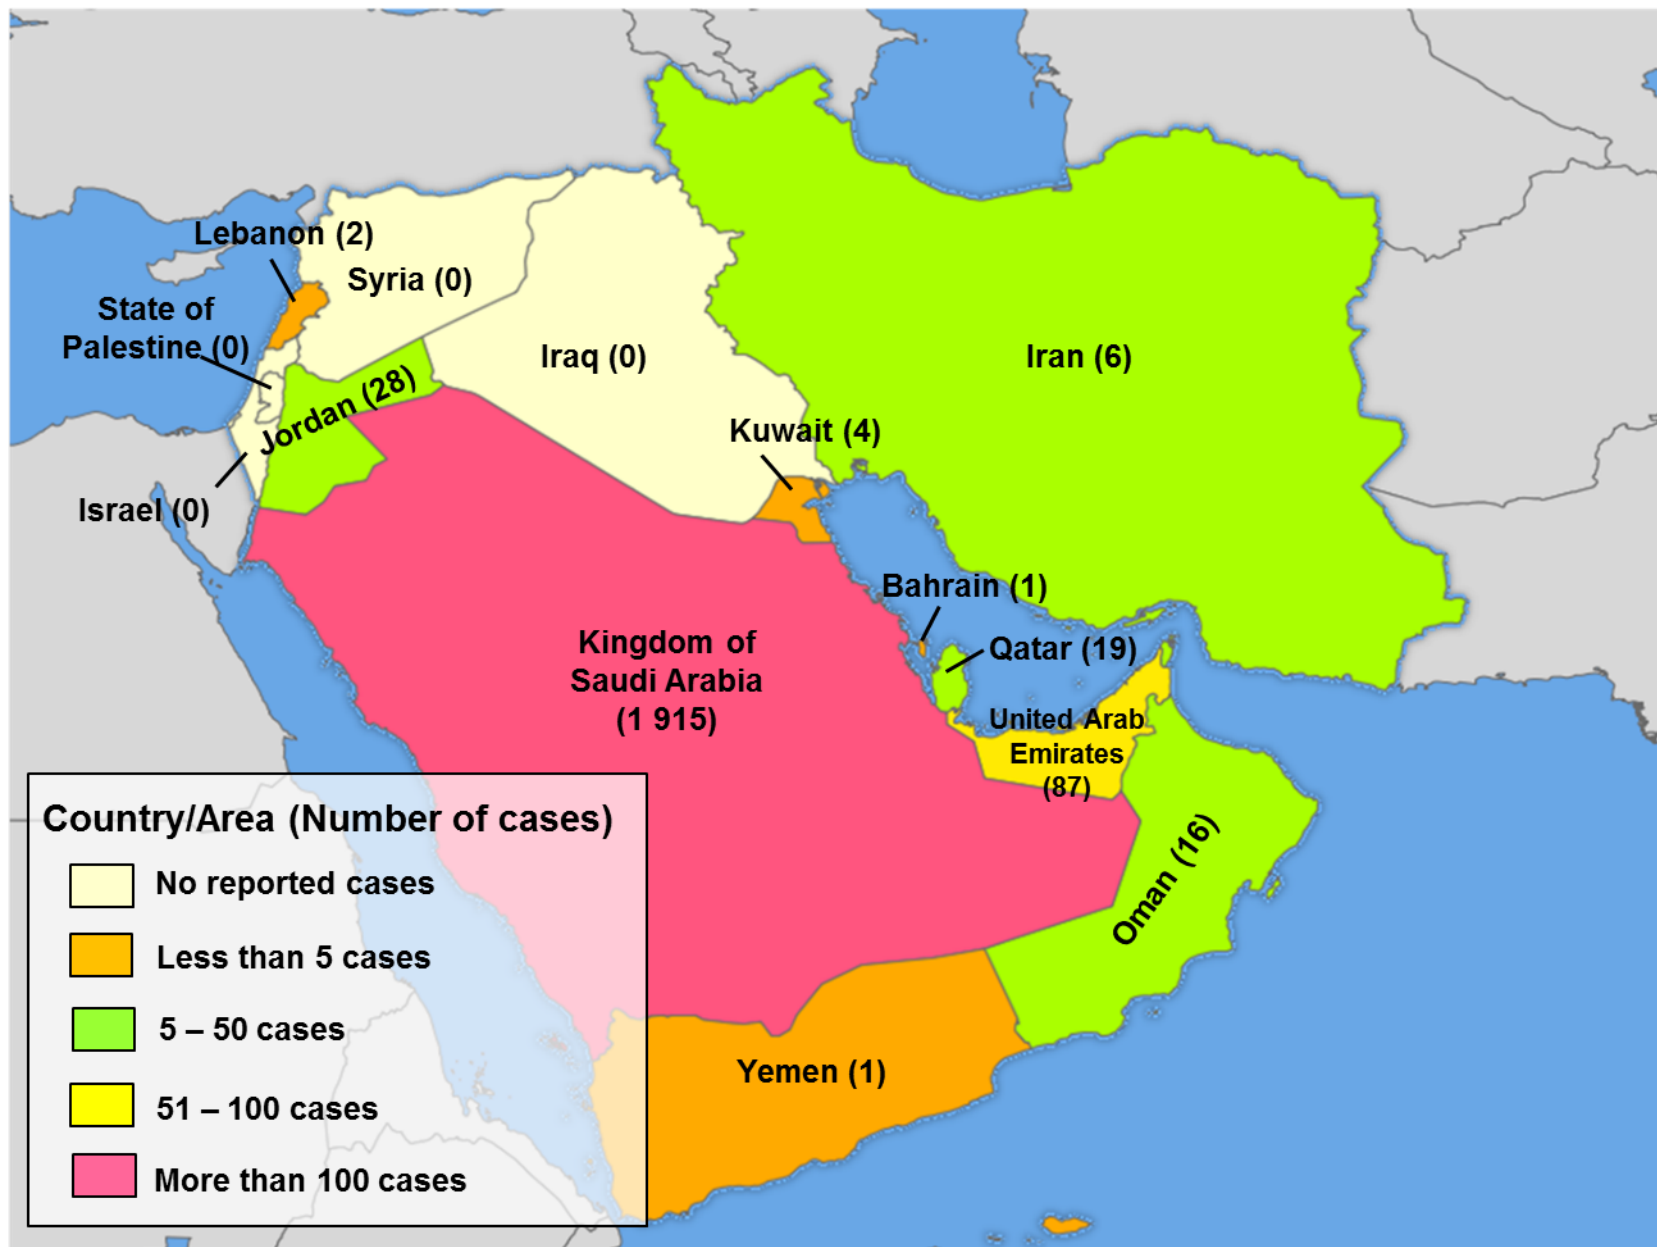 Lebanon (2)
Syria (0)
State of
Palestine (0)
Iraq (0)
Iran (6)
Jordan (28)
Kuwait (4)
Israel (0)
Bahrain (1)
Kingdom of
Saudi Arabia
(1 915)
Qatar (19)
United Arab
Emirates
(87)
Oman (16)
Yemen (1)
Country/Area (Number of cases)
No reported cases
Less than 5 cases
5 – 50 cases
51 – 100 cases
More than 100 cases